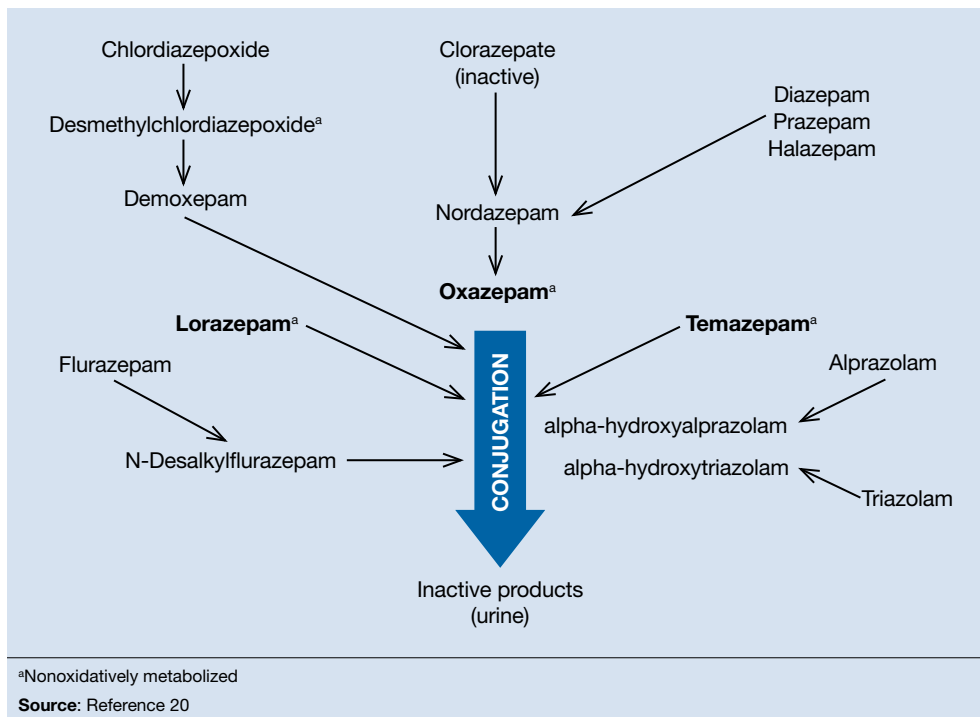 Chlordiazepoxide
Desmethylchlordiazepoxideᵃ
Demoxepam
Clorazepate
(inactive)
Diazepam
Prazepam
Halazepam
Nordazepam
Oxazepamᵃ
Lorazepamᵃ
Temazepamᵃ
Flurazepam
Alprazolam
alpha-hydroxyalprazolam
N-Desalkylflurazepam
alpha-hydroxytriazolam
Triazolam
CONJUGATION
Inactive products
(urine)
ᵃNonoxidatively metabolized
Source: Reference 20